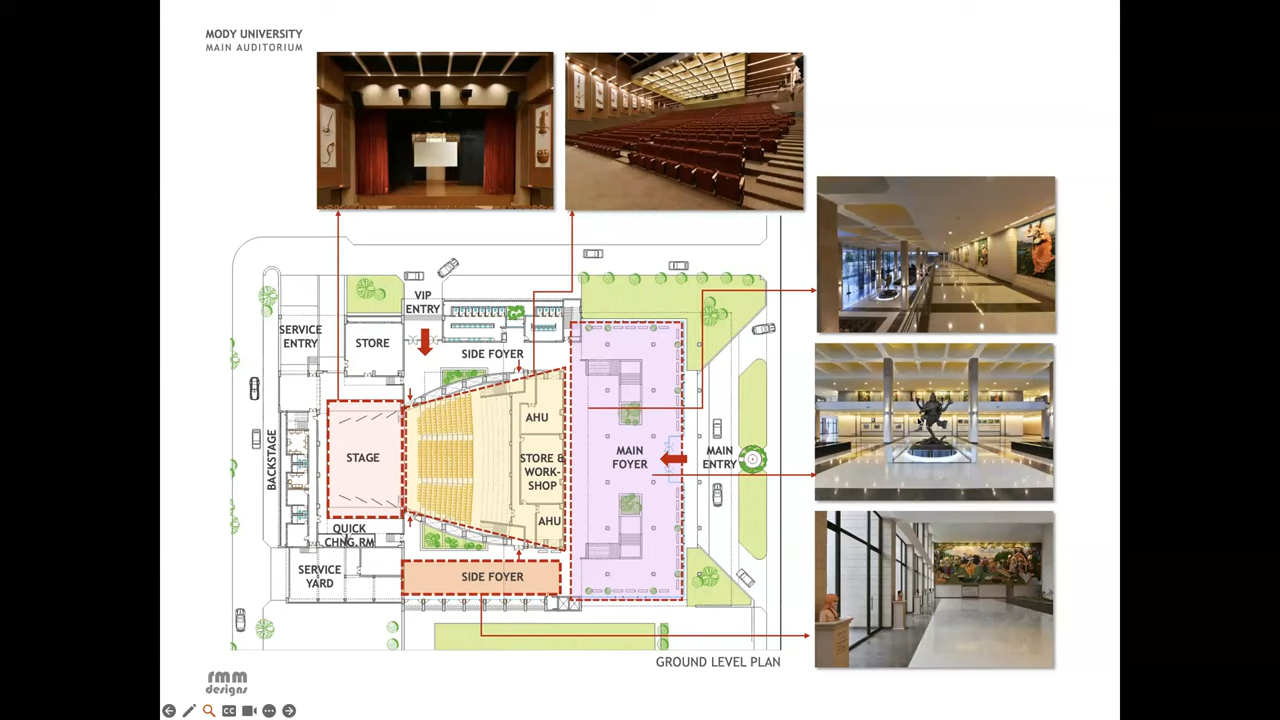 MODY UNIVERSITY
MAIN AUDITORIUM
VIP
ENTRY
SERVICE
ENTRY
STORE
SIDE FOYER
AHU
STAGE
BACKSTAGE
STORE &
WORK-
SHOP
MAIN
FOYER
MAIN
ENTRY
AHU
QUICK
CHNG.RM
SERVICE
YARD
SIDE FOYER
GROUND LEVEL PLAN
rmm
designs
CC